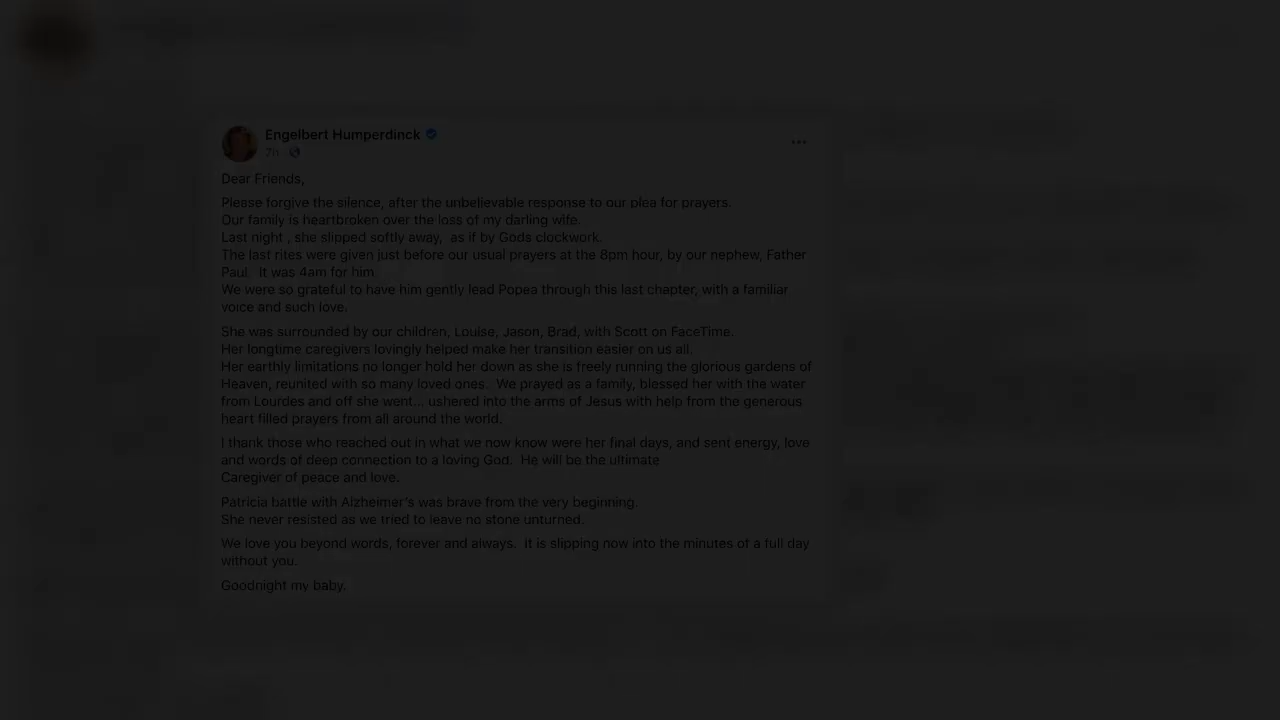 Engelbert Humperdinck
7h
Dear Friends,
Please forgive the silence, after the unbelievable response to our plea for prayers.
Our family is heartbroken over the loss of my darling wife.
Last night , she slipped softly away,  as if by Gods clockwork.
The last rites were given just before our usual prayers at the 8pm hour, by our nephew, Father
Paul.  It was 4am for him.
We were so grateful to have him gently lead Popea through this last chapter, with a familiar
voice and such love.
She was surrounded by our children, Louise, Jason, Brad, with Scott on FaceTime.
Her longtime caregivers lovingly helped make her transition easier on us all.
Her earthly limitations no longer hold her down as she is freely running the glorious gardens of
Heaven, reunited with so many loved ones.  We prayed as a family, blessed her with the water
from Lourdes and off she went... ushered into the arms of Jesus with help from the generous
heart filled prayers from all around the world.
I thank those who reached out in what we now know were her final days, and sent energy, love
and words of deep connection to a loving God.  He will be the ultimate
Caregiver of peace and love.
Patricia battle with Alzheimer's was brave from the very beginning.
She never resisted as we tried to leave no stone unturned.
We love you beyond words, forever and always.  It is slipping now into the minutes of a full day
without you.
Goodnight my baby.